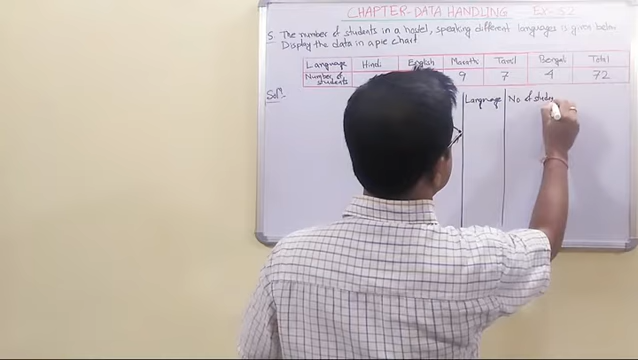 CHAPTER-DATA HANDLING Ex-5.2
5. The number of students in a hostel, speaking different languages is given below
Display the data in a pie chart
Language Hindi English Marathi Tamil Bengali Total
Number of students 9 7 4 72
Solⁿ:-
Language No of stude